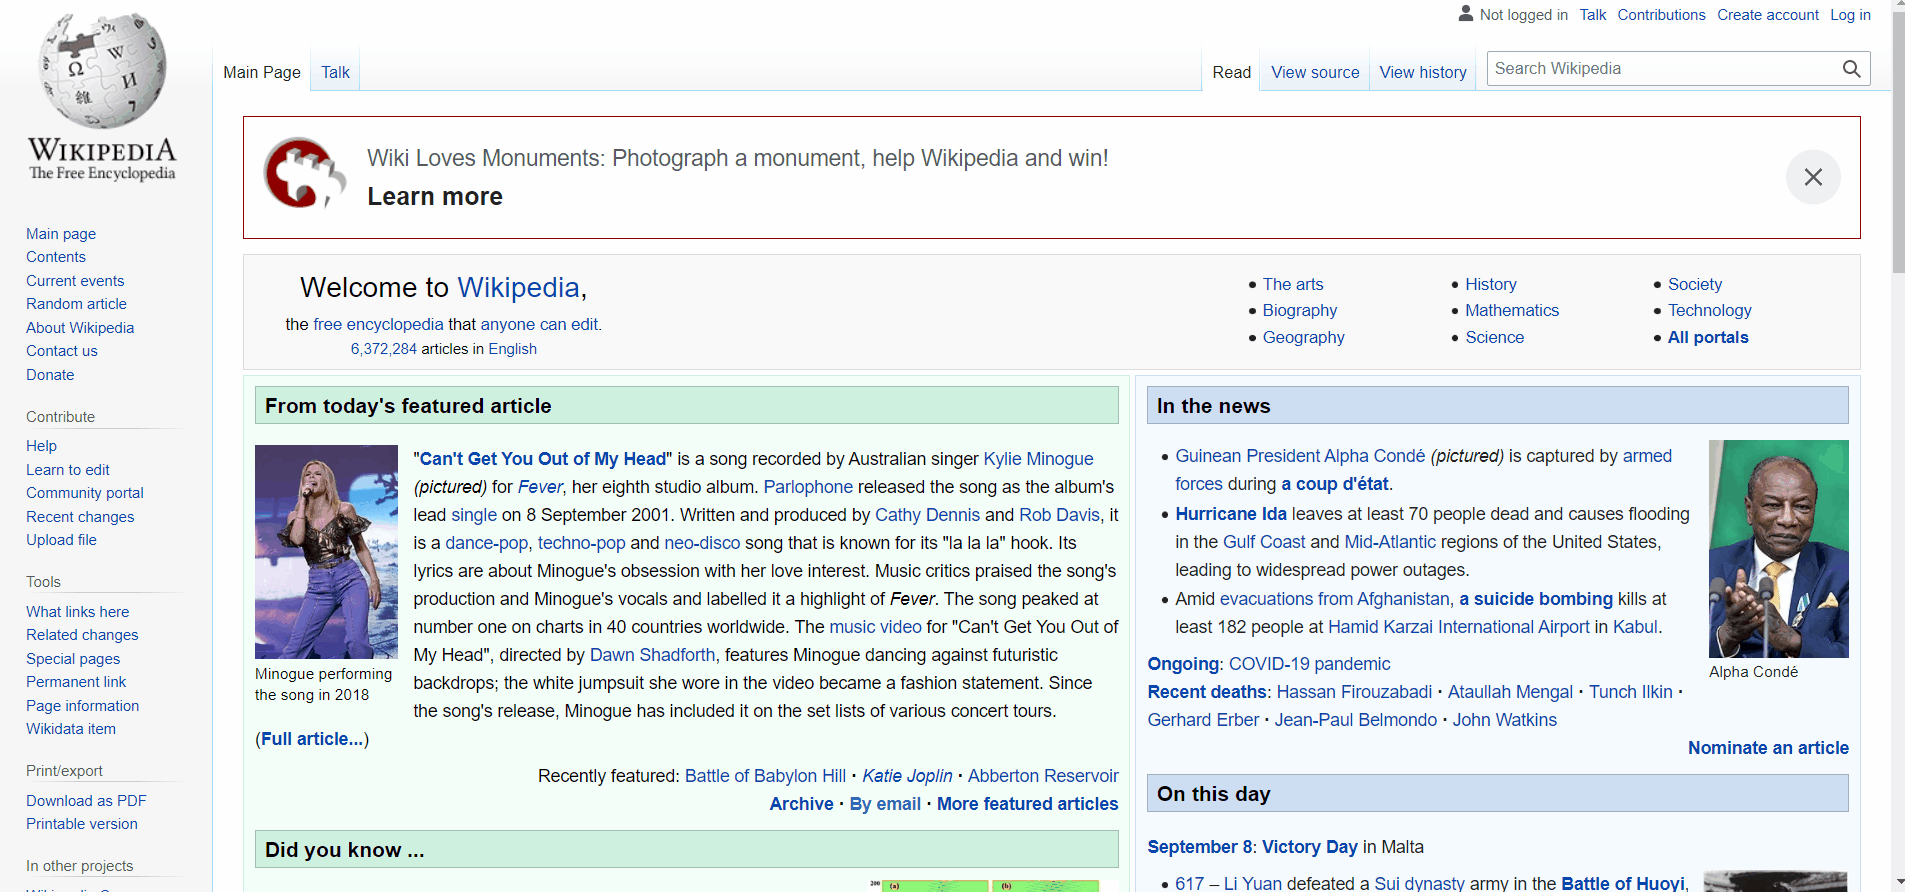 Not logged in Talk Contributions Create account Log in
Main Page Talk Read View source View history Search Wikipedia
WIKIPEDIA
The Free Encyclopedia
Main page
Contents
Current events
Random article
About Wikipedia
Contact us
Donate
Contribute
Help
Learn to edit
Community portal
Recent changes
Upload file
Tools
What links here
Related changes
Special pages
Permanent link
Page information
Wikidata item
Print/export
Download as PDF
Printable version
In other projects
Wiki Loves Monuments: Photograph a monument, help Wikipedia and win!
Learn more
Welcome to Wikipedia,
the free encyclopedia that anyone can edit.
6,372,284 articles in English
• The arts
• Biography
• Geography
• History
• Mathematics
• Science
• Society
• Technology
• All portals
From today's featured article
Minogue performing
the song in 2018
"Can't Get You Out of My Head" is a song recorded by Australian singer Kylie Minogue
(pictured) for Fever, her eighth studio album. Parlophone released the song as the album's
lead single on 8 September 2001. Written and produced by Cathy Dennis and Rob Davis, it
is a dance-pop, techno-pop and neo-disco song that is known for its "la la la" hook. Its
lyrics are about Minogue's obsession with her love interest. Music critics praised the song's
production and Minogue's vocals and labelled it a highlight of Fever. The song peaked at
number one on charts in 40 countries worldwide. The music video for "Can't Get You Out of
My Head", directed by Dawn Shadforth, features Minogue dancing against futuristic
backdrops; the white jumpsuit she wore in the video became a fashion statement. Since
the song's release, Minogue has included it on the set lists of various concert tours.
(Full article...)
Recently featured: Battle of Babylon Hill · Katie Joplin · Abberton Reservoir
Archive · By email · More featured articles
Did you know ...
200 (a) (b)
In the news
• Guinean President Alpha Condé (pictured) is captured by armed
forces during a coup d'état.
• Hurricane Ida leaves at least 70 people dead and causes flooding
in the Gulf Coast and Mid-Atlantic regions of the United States,
leading to widespread power outages.
• Amid evacuations from Afghanistan, a suicide bombing kills at
least 182 people at Hamid Karzai International Airport in Kabul.
Alpha Condé
Ongoing: COVID-19 pandemic
Recent deaths: Hassan Firouzabadi · Ataullah Mengal · Tunch Ilkin ·
Gerhard Erber · Jean-Paul Belmondo · John Watkins
Nominate an article
On this day
September 8: Victory Day in Malta
• 617 – Li Yuan defeated a Sui dynasty army in the Battle of Huoyi,